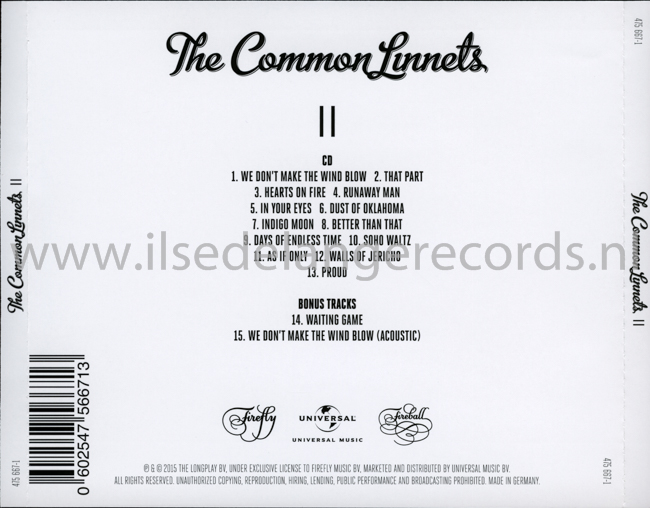 415 667-1
The Common Linnets
II
CD
1. WE DON'T MAKE THE WIND BLOW 2. THAT PART
3. HEARTS ON FIRE 4. RUNAWAY MAN
5. IN YOUR EYES 6. DUST OF OKLAHOMA
7. INDIGO MOON 8. BETTER THAN THAT
9. DAYS OF ENDLESS TIME 10. SOHO WALTZ
11. AS IF ONLY 12. WALLS OF JERICHO
13. PROUD
www.ilsedelangerecords.nl
The Common Linnets II
The Common Linnets II
BONUS TRACKS
14. WAITING GAME
15. WE DON'T MAKE THE WIND BLOW (ACOUSTIC)
Firefly
UNIVERSAL
UNIVERSAL MUSIC
Fireball
0 602547 566713
415 667-1
415 667-1
℗ & © 2015 THE LONGPLAY BV, UNDER EXCLUSIVE LICENSE TO FIREFLY MUSIC BV, MARKETED AND DISTRIBUTED BY UNIVERSAL MUSIC BV.
ALL RIGHTS RESERVED. UNAUTHORIZED COPYING, REPRODUCTION, HIRING, LENDING, PUBLIC PERFORMANCE AND BROADCASTING PROHIBITED. MADE IN GERMANY.